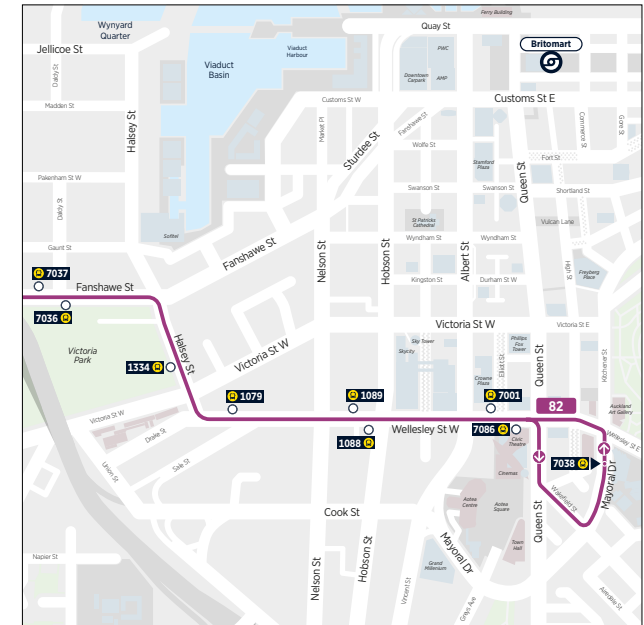 Ferry Building
Wynyard
Quarter
Quay St
Jellicoe St
Viaduct
Harbour
PWC
Britomart
Daldy St
Viaduct
Basin
Downtown
Carpark
AMP
Madden St
Halsey St
Customs St W
Customs St E
Market Pl
Sturdee St
Fanshawe St
Commerce St
Gore St
Wolfe St
Fort St
Pakenham St W
Stamford
Plaza
Queen St
Swanson St
Swanson St
Shortland St
Daldy St
St Patricks
Cathedral
Vulcan Lane
Sofitel
Gaunt St
Fanshawe St
Nelson St
Hobson St
Wyndham St
Albert St
Wyndham St
High St
Freyberg
Place
7037
Kingston St
Durham St W
Fanshawe St
7036
Victoria St W
Victoria St E
Halsey St
Victoria St W
Sky Tower
Skycity
Phillips
Fox
Tower
Queen St
Kitchener St
Victoria
Park
1334
Elliott St
Crowne
Plaza
1079
1089
7001
82
Auckland
Art Gallery
Victoria St W
Drake St
Wellesley St W
7086
Civic
Theatre
Wellesley St E
1088
Sale St
Union St
Cinemas
7038
Mayoral Dr
Wakefield St
Aotea
Centre
Aotea
Square
Queen St
Cook St
Mayoral Dr
Town
Hall
Napier St
Nelson St
Hobson St
Vincent St
Grand
Millenium
Greys Ave
Airedale St